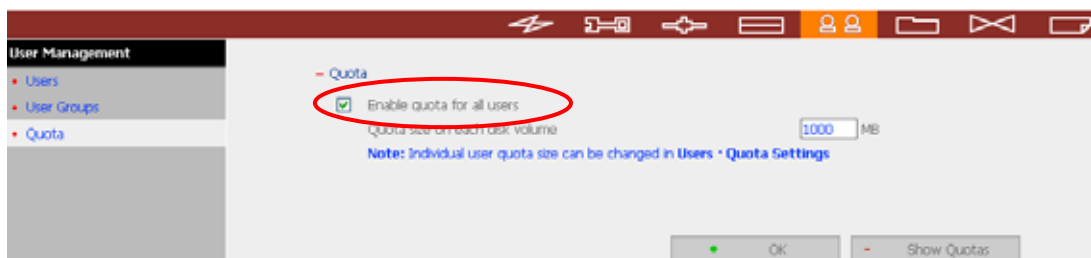 User Management
Users
User Groups
Quota
– Quota
Enable quota for all users
Quota size on each disk volume 1000 MB
Note: Individual user quota size can be changed in Users · Quota Settings
OK
– Show Quotas